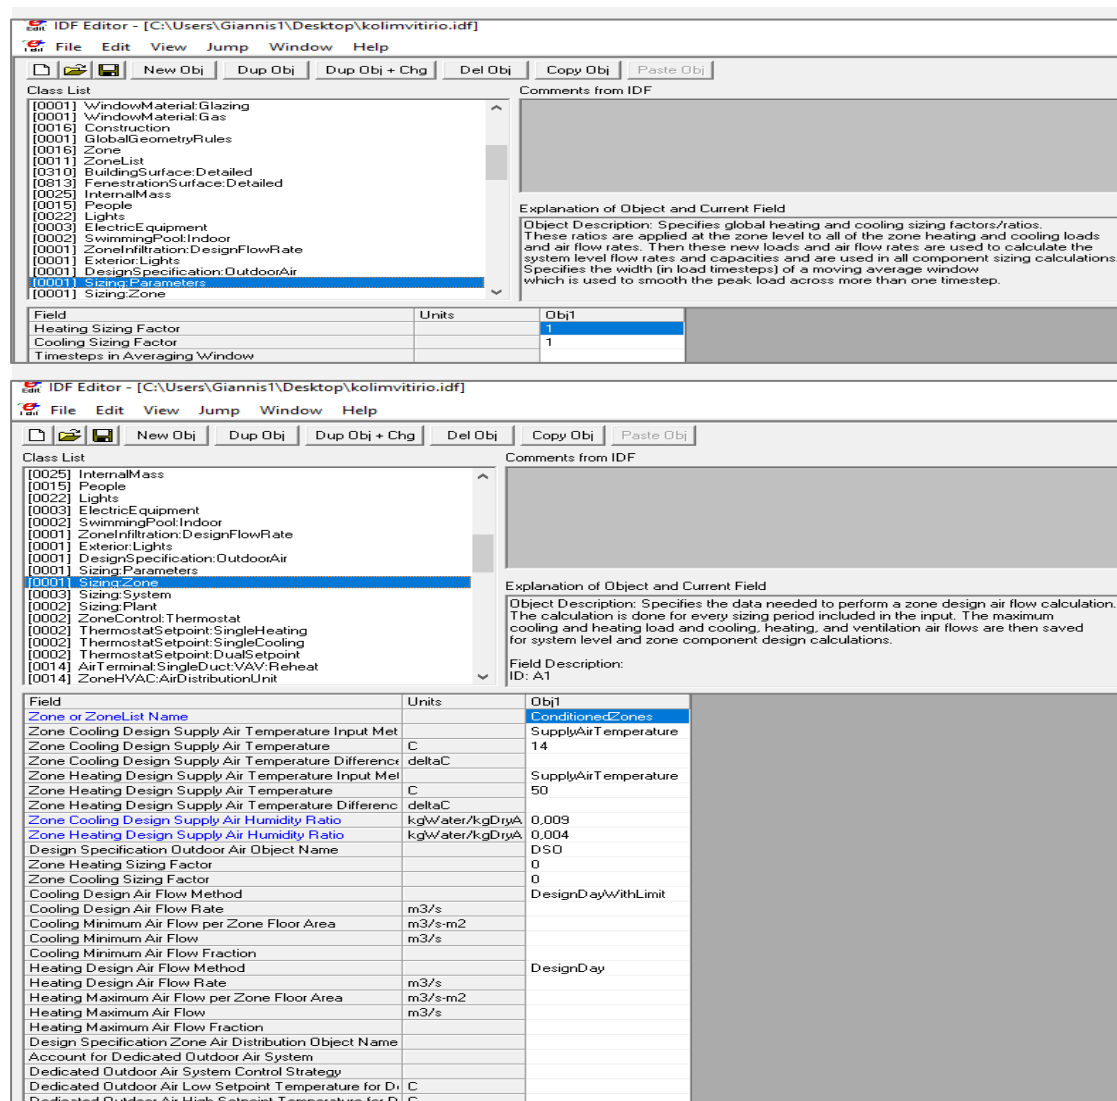 IDF Editor - [C:\Users\Giannis1\Desktop\kolimvitirio.idf]
File Edit View Jump Window Help
New Obj Dup Obj Dup Obj + Chg Del Obj Copy Obj Paste Obj
Class List
Comments from IDF
[0001] WindowMaterial:Glazing
[0001] WindowMaterial:Gas
[0016] Construction
[0001] GlobalGeometryRules
[0016] Zone
[0011] ZoneList
[0310] BuildingSurface:Detailed
[0813] FenestrationSurface:Detailed
[0025] InternalMass
[0015] People
[0022] Lights
[0003] ElectricEquipment
[0002] SwimmingPool:Indoor
[0001] ZoneInfiltration:DesignFlowRate
[0001] Exterior:Lights
[0001] DesignSpecification:OutdoorAir
[0001] Sizing:Parameters
[0001] Sizing:Zone
Explanation of Object and Current Field
Object Description: Specifies global heating and cooling sizing factors/ratios.
These ratios are applied at the zone level to all of the zone heating and cooling loads
and air flow rates. Then these new loads and air flow rates are used to calculate the
system level flow rates and capacities and are used in all component sizing calculations.
Specifies the width (in load timesteps) of a moving average window
which is used to smooth the peak load across more than one timestep.
Field Units Obj1
Heating Sizing Factor 1
Cooling Sizing Factor 1
Timesteps in Averaging Window
IDF Editor - [C:\Users\Giannis1\Desktop\kolimvitirio.idf]
File Edit View Jump Window Help
New Obj Dup Obj Dup Obj + Chg Del Obj Copy Obj Paste Obj
Class List
Comments from IDF
[0025] InternalMass
[0015] People
[0022] Lights
[0003] ElectricEquipment
[0002] SwimmingPool:Indoor
[0001] ZoneInfiltration:DesignFlowRate
[0001] Exterior:Lights
[0001] DesignSpecification:OutdoorAir
[0001] Sizing:Parameters
[0001] Sizing:Zone
[0003] Sizing:System
[0002] Sizing:Plant
[0002] ZoneControl:Thermostat
[0002] ThermostatSetpoint:SingleHeating
[0002] ThermostatSetpoint:SingleCooling
[0002] ThermostatSetpoint:DualSetpoint
[0014] AirTerminal:SingleDuct:VAV:Reheat
[0014] ZoneHVAC:AirDistributionUnit
Explanation of Object and Current Field
Object Description: Specifies the data needed to perform a zone design air flow calculation.
The calculation is done for every sizing period included in the input. The maximum
cooling and heating load and cooling, heating, and ventilation air flows are then saved
for system level and zone component design calculations.
Field Description:
ID: A1
Field Units Obj1
Zone or ZoneList Name ConditionedZones
Zone Cooling Design Supply Air Temperature Input Met SupplyAirTemperature
Zone Cooling Design Supply Air Temperature C 14
Zone Cooling Design Supply Air Temperature Difference deltaC
Zone Heating Design Supply Air Temperature Input Met SupplyAirTemperature
Zone Heating Design Supply Air Temperature C 50
Zone Heating Design Supply Air Temperature Differenc deltaC
Zone Cooling Design Supply Air Humidity Ratio kgWater/kgDryA 0,009
Zone Heating Design Supply Air Humidity Ratio kgWater/kgDryA 0,004
Design Specification Outdoor Air Object Name DSO
Zone Heating Sizing Factor 0
Zone Cooling Sizing Factor 0
Cooling Design Air Flow Method DesignDayWithLimit
Cooling Design Air Flow Rate m3/s
Cooling Minimum Air Flow per Zone Floor Area m3/s-m2
Cooling Minimum Air Flow m3/s
Cooling Minimum Air Flow Fraction
Heating Design Air Flow Method DesignDay
Heating Design Air Flow Rate m3/s
Heating Maximum Air Flow per Zone Floor Area m3/s-m2
Heating Maximum Air Flow m3/s
Heating Maximum Air Flow Fraction
Design Specification Zone Air Distribution Object Name
Account for Dedicated Outdoor Air System
Dedicated Outdoor Air System Control Strategy
Dedicated Outdoor Air Low Setpoint Temperature for D C
Dedicated Outdoor Air High Setpoint Temperature for D C